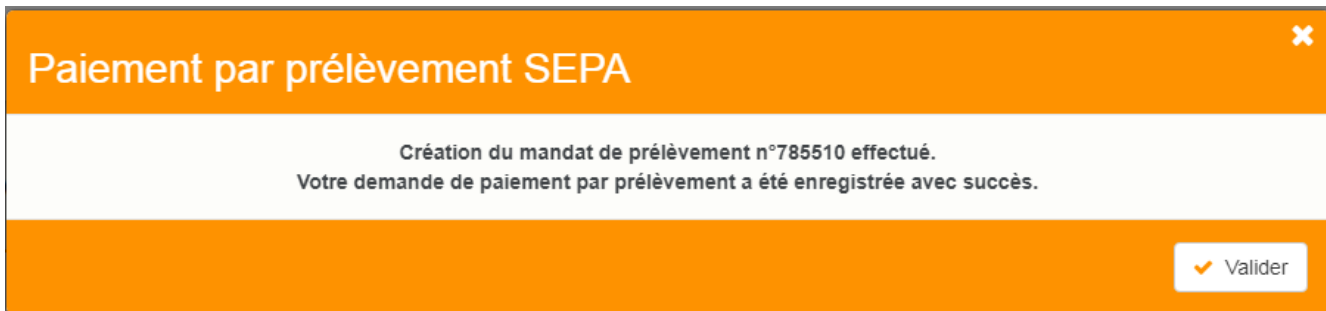 Paiement par prélèvement SEPA
Création du mandat de prélèvement n°785510 effectué.
Votre demande de paiement par prélèvement a été enregistrée avec succès.
Valider